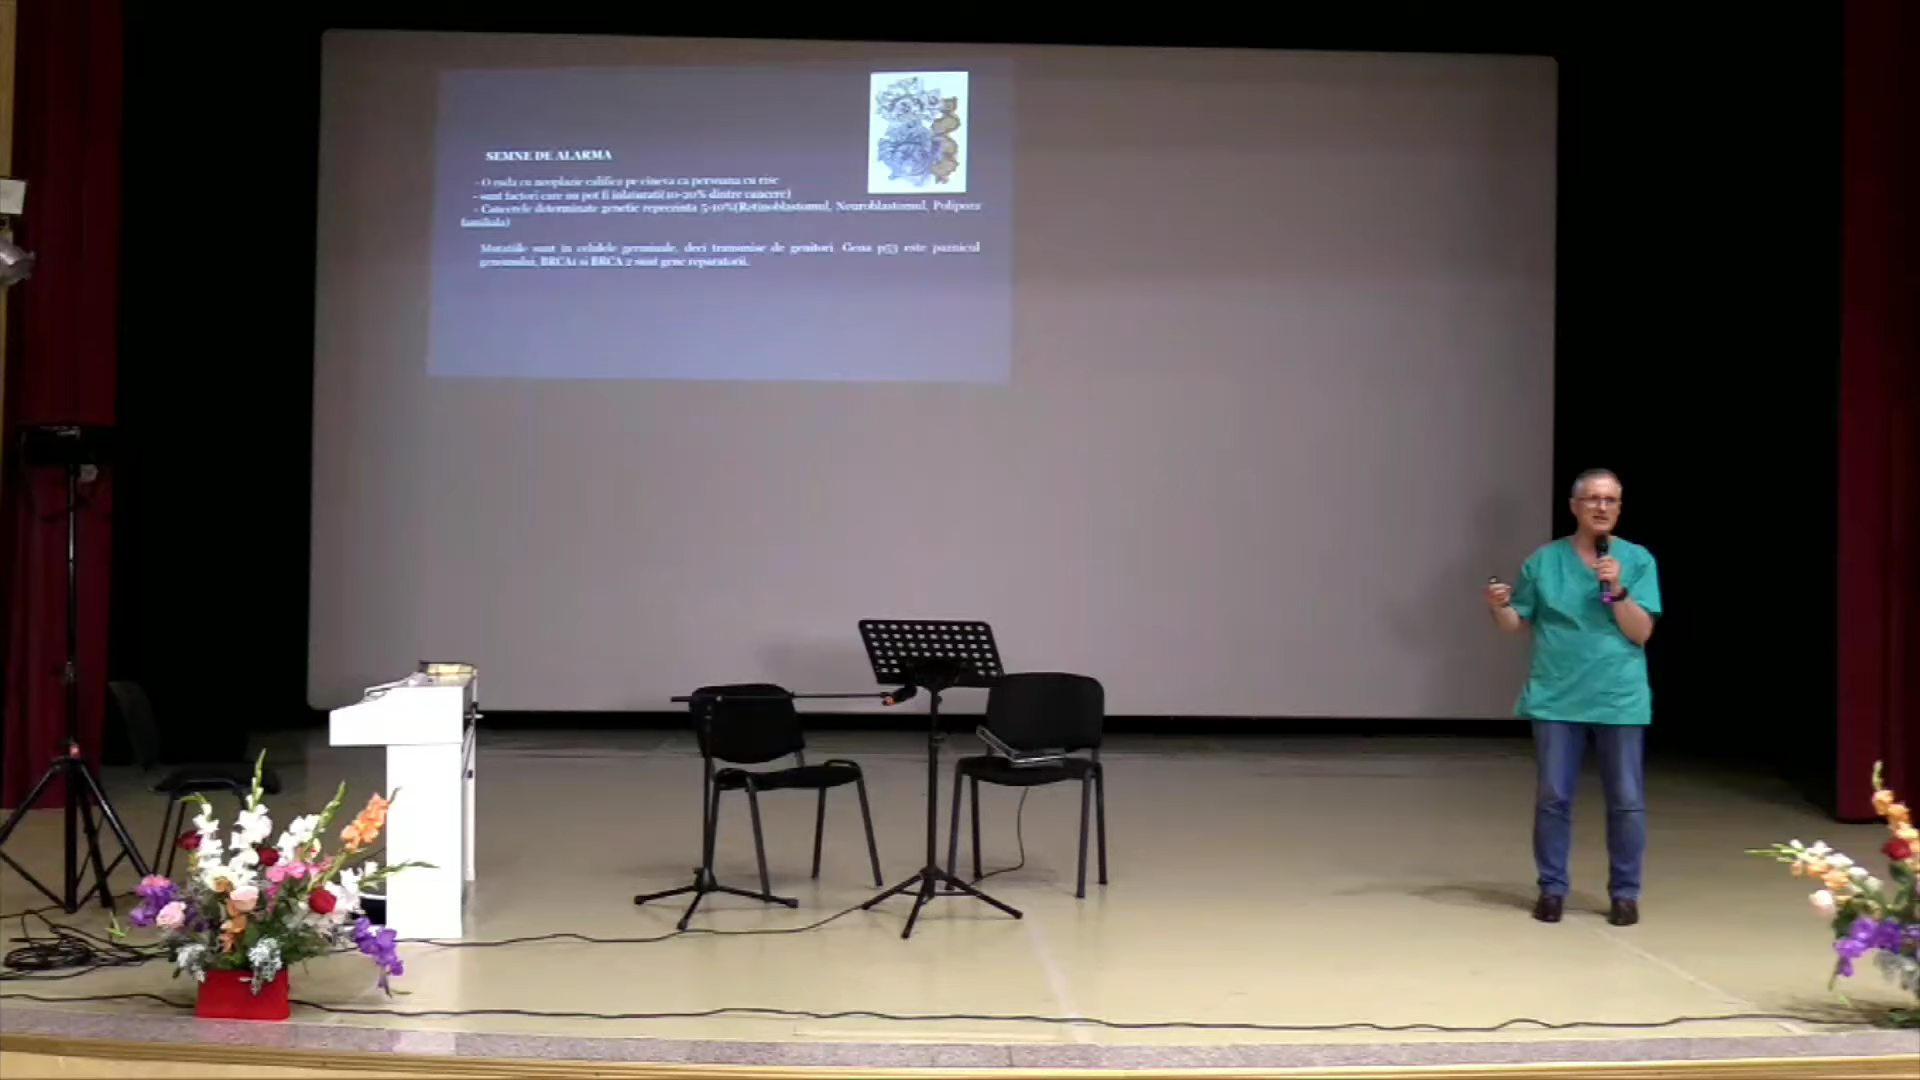 SEMNE DE ALARMA
- O ruda cu neoplazie califica pe cineva ca persoana cu risc
- sunt factori care nu pot fi inlaturati(10-20% dintre cancere)
- Cancerele determinate genetic reprezinta 5-10%(Retinoblastomul, Neuroblastomul, Polipoza
familiala)
Mutatiile sunt in celulele germinale, deci transmise de genitori. Gena p53 este paznicul
genomului, BRCA1 si BRCA 2 sunt gene reparatorii.